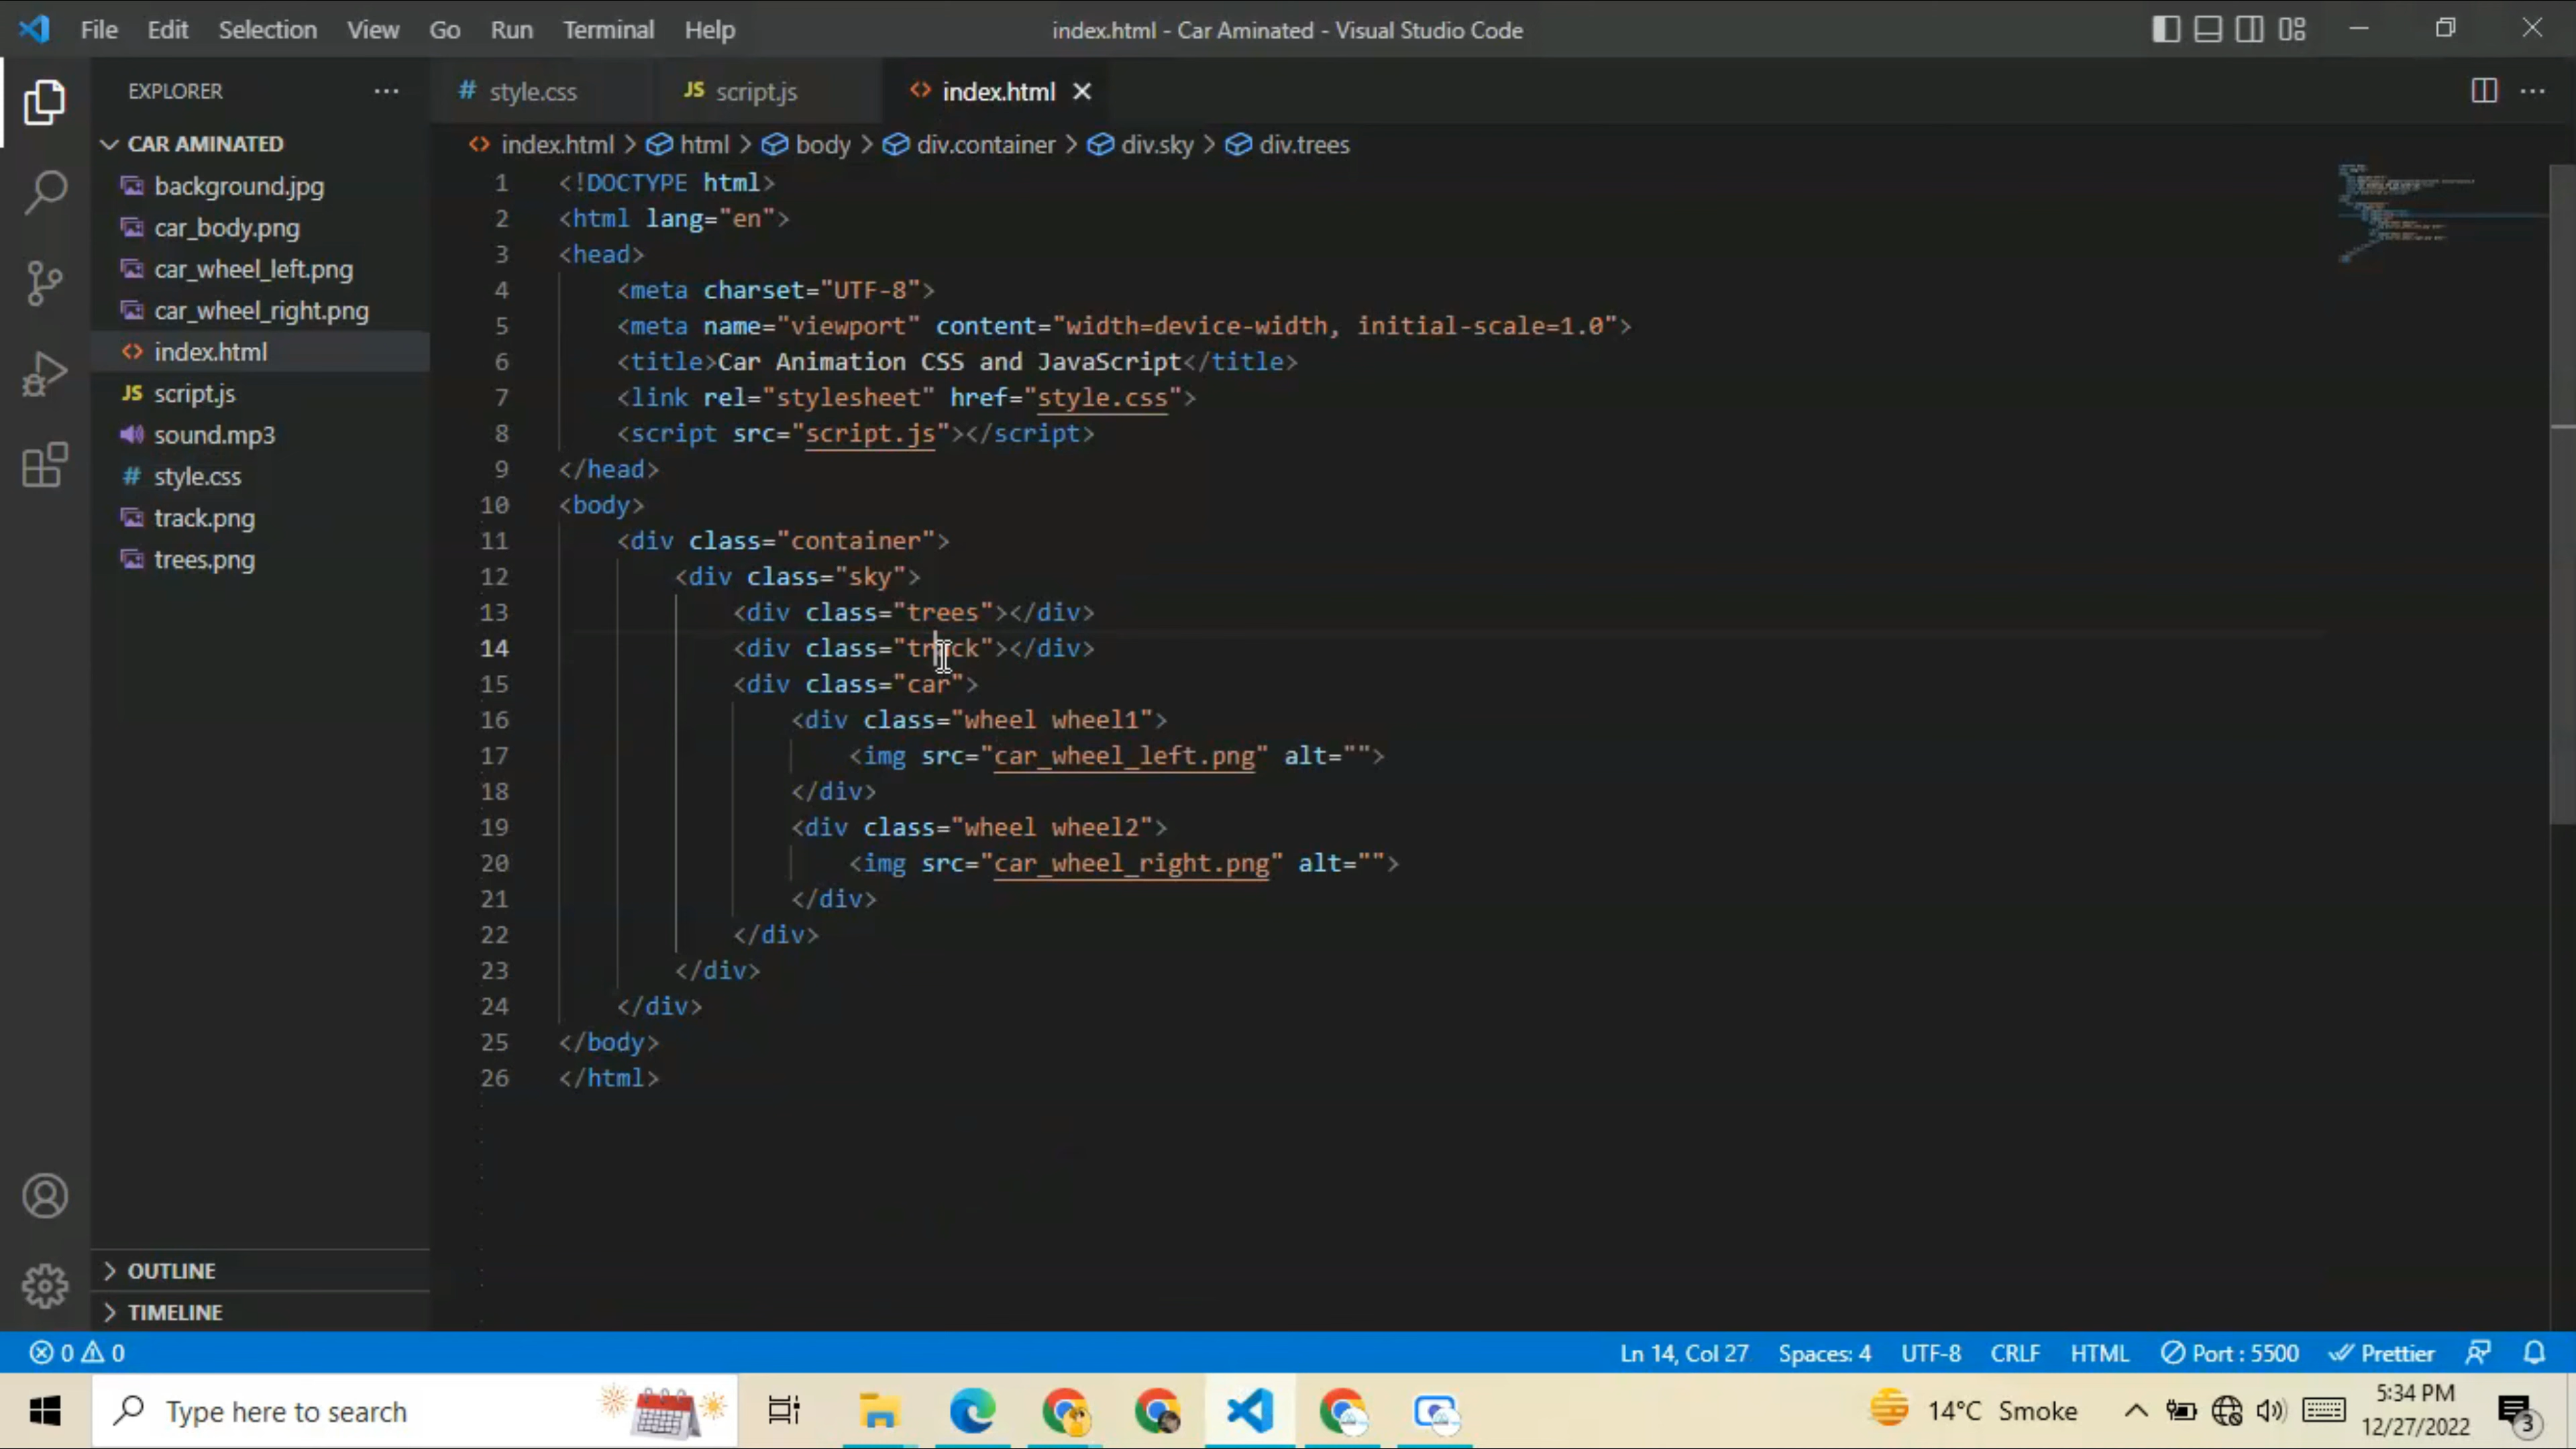 File Edit Selection View Go Run Terminal Help
index.html - Car Aminated - Visual Studio Code
EXPLORER
CAR AMINATED
background.jpg
car_body.png
car_wheel_left.png
car_wheel_right.png
index.html
JS script.js
sound.mp3
# style.css
track.png
trees.png
OUTLINE
TIMELINE
# style.css JS script.js <> index.html
<> index.html > html > body > div.container > div.sky > div.trees
1 <!DOCTYPE html>
2 <html lang="en">
3 <head>
4 <meta charset="UTF-8">
5 <meta name="viewport" content="width=device-width, initial-scale=1.0">
6 <title>Car Animation CSS and JavaScript</title>
7 <link rel="stylesheet" href="style.css">
8 <script src="script.js"></script>
9 </head>
10 <body>
11 <div class="container">
12 <div class="sky">
13 <div class="trees"></div>
14 <div class="track"></div>
15 <div class="car">
16 <div class="wheel wheel1">
17 <img src="car_wheel_left.png" alt="">
18 </div>
19 <div class="wheel wheel2">
20 <img src="car_wheel_right.png" alt="">
21 </div>
22 </div>
23 </div>
24 </div>
25 </body>
26 </html>
0 0 Ln 14, Col 27 Spaces: 4 UTF-8 CRLF HTML Port : 5500 Prettier
Type here to search
14°C Smoke
5:34 PM
12/27/2022
3